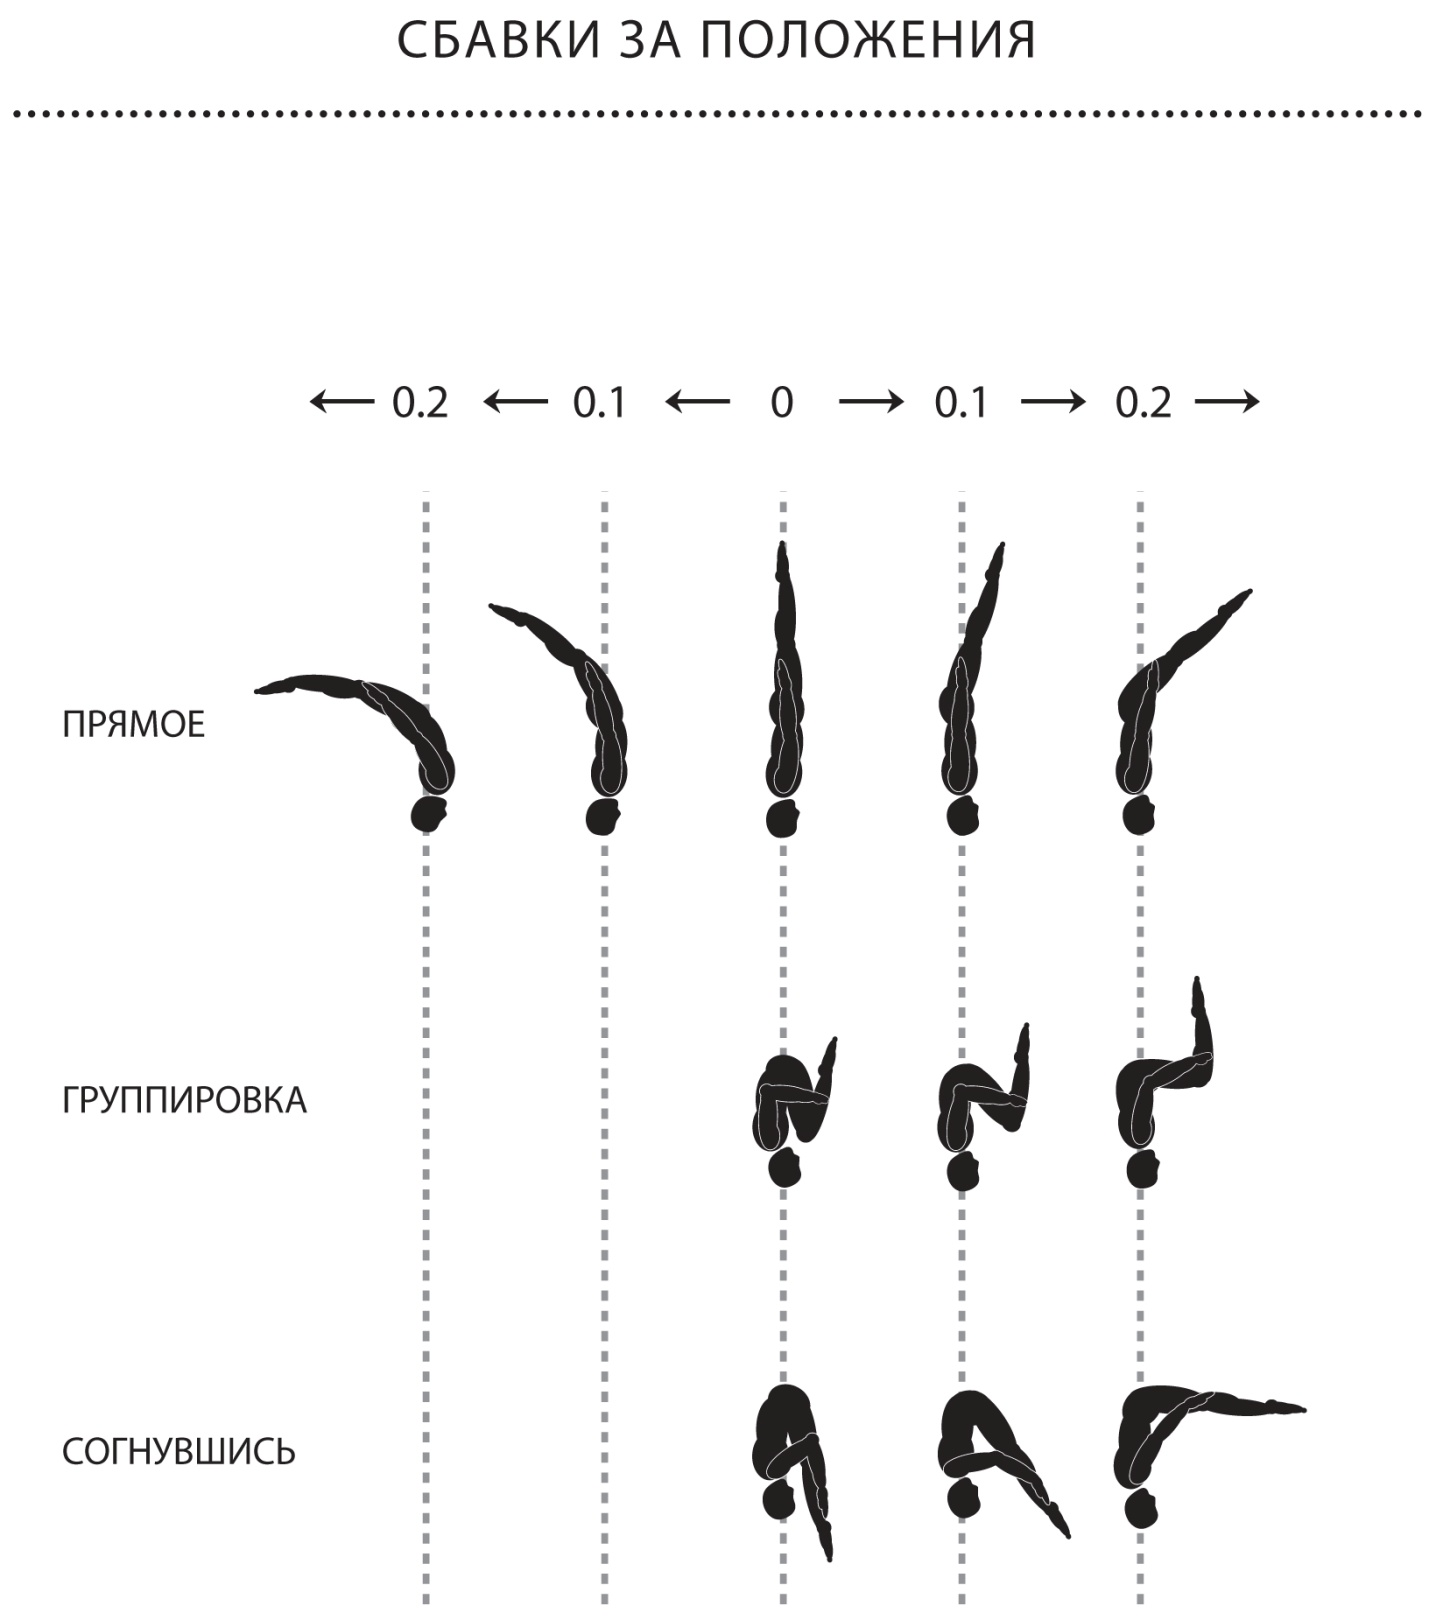 СБАВКИ ЗА ПОЛОЖЕНИЯ
← 0.2 ← 0.1 ← 0 → 0.1 → 0.2 →
ПРЯМОЕ
ГРУППИРОВКА
СОГНУВШИСЬ